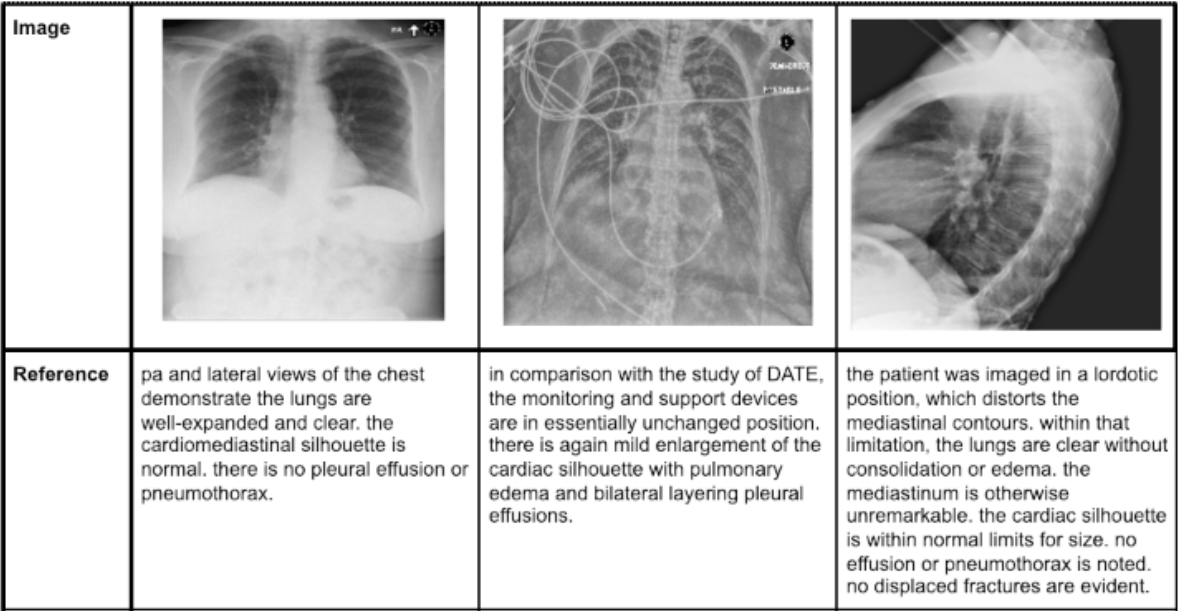 Image
PA
Reference
pa and lateral views of the chest
demonstrate the lungs are
well-expanded and clear. the
cardiomediastinal silhouette is
normal. there is no pleural effusion or
pneumothorax.
in comparison with the study of DATE,
the monitoring and support devices
are in essentially unchanged position.
there is again mild enlargement of the
cardiac silhouette with pulmonary
edema and bilateral layering pleural
effusions.
the patient was imaged in a lordotic
position, which distorts the
mediastinal contours. within that
limitation, the lungs are clear without
consolidation or edema. the
mediastinum is otherwise
unremarkable. the cardiac silhouette
is within normal limits for size. no
effusion or pneumothorax is noted.
no displaced fractures are evident.